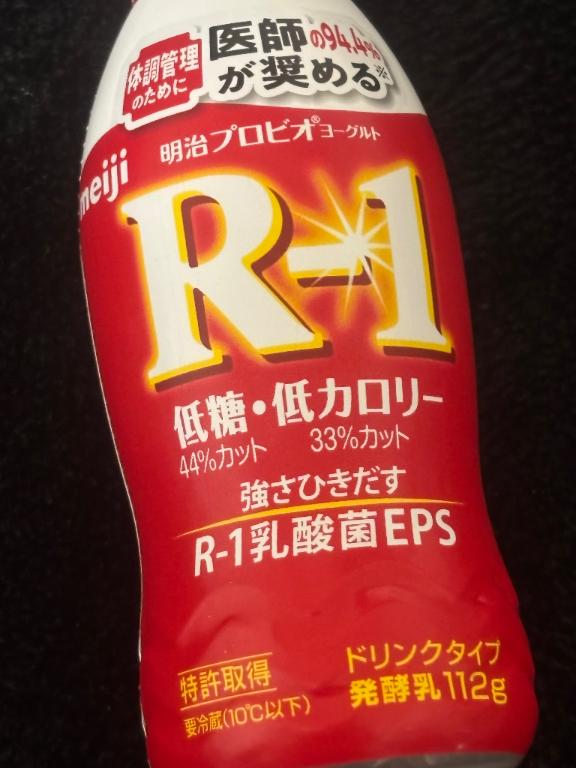 体調管理
のために
医師の94.4%
が奨める※
meiji
明治プロビオ®ヨーグルト
R-1
低糖・低カロリー
44%カット 33%カット
強さひきだす
R-1乳酸菌EPS
特許取得
要冷蔵(10℃以下)
ドリンクタイプ
発酵乳 112g